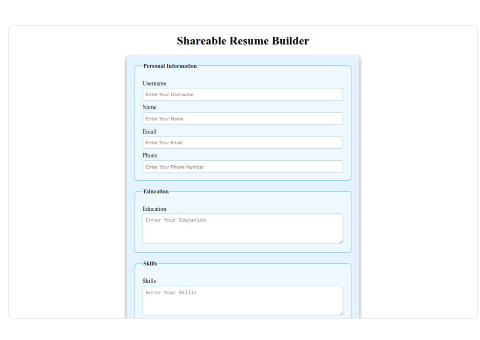 Shareable Resume Builder
Personal Information
Username
Enter Your Username
Name
Enter Your Name
Email
Enter Your Email
Phone
Enter Your Phone Number
Education
Education
Enter Your Education
Skills
Skills
Enter Your Skills